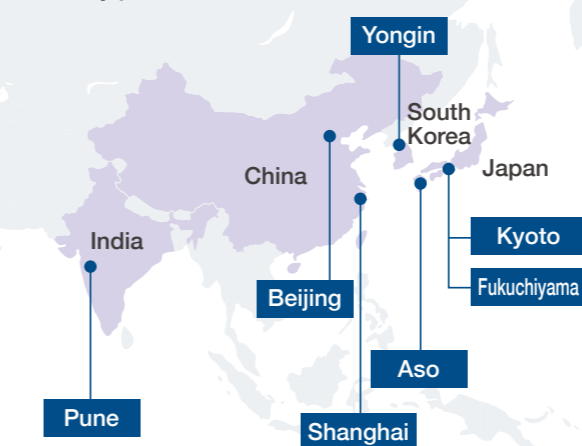 Yongin
South
Korea
China
Japan
India
Kyoto
Beijing
Fukuchiyama
Aso
Pune
Shanghai